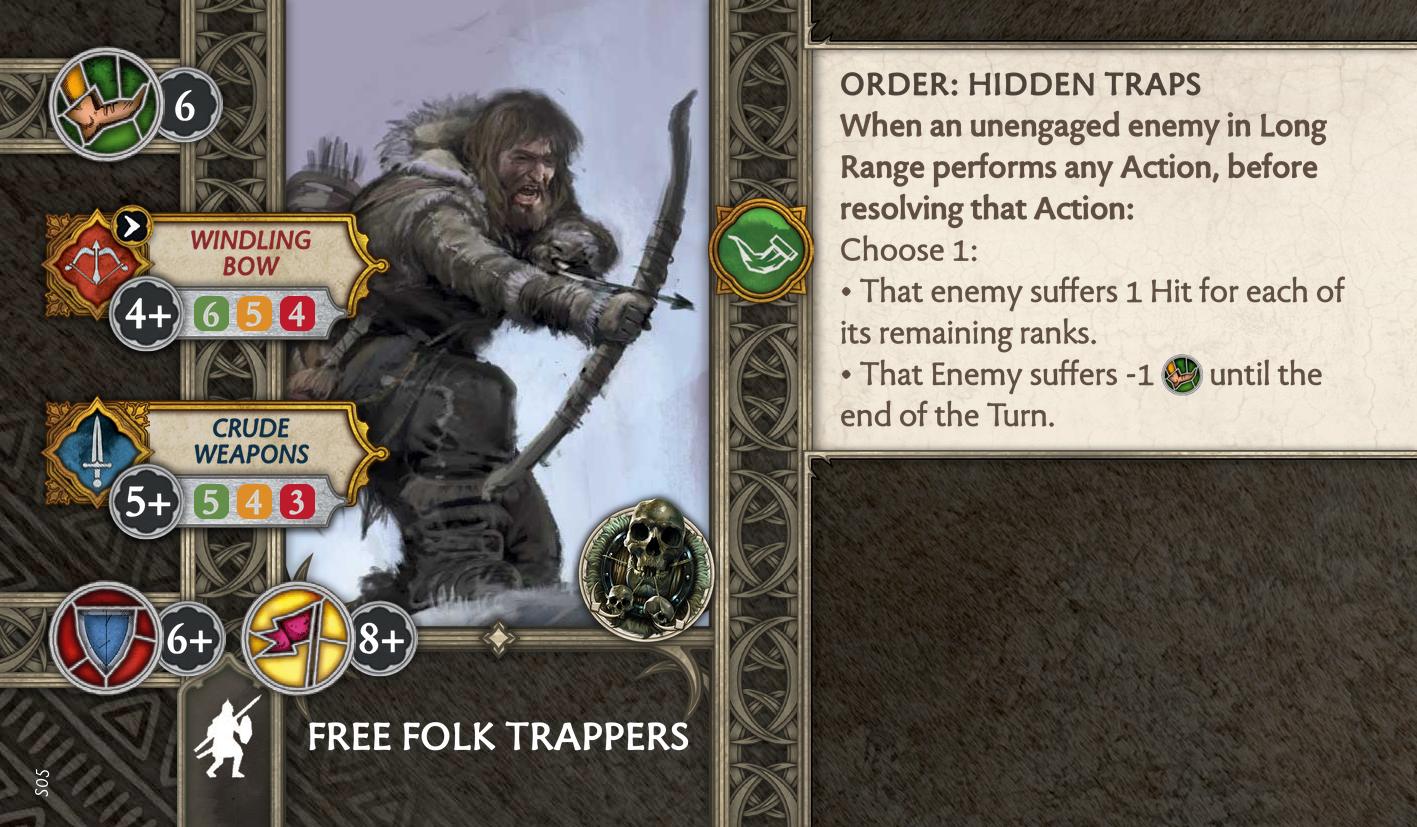 6
WINDLING
BOW
4+ 6 5 4
CRUDE
WEAPONS
5+ 5 4 3
6+ 8+
FREE FOLK TRAPPERS
S05
ORDER: HIDDEN TRAPS
When an unengaged enemy in Long
Range performs any Action, before
resolving that Action:
Choose 1:
• That enemy suffers 1 Hit for each of
its remaining ranks.
• That Enemy suffers -1 until the
end of the Turn.